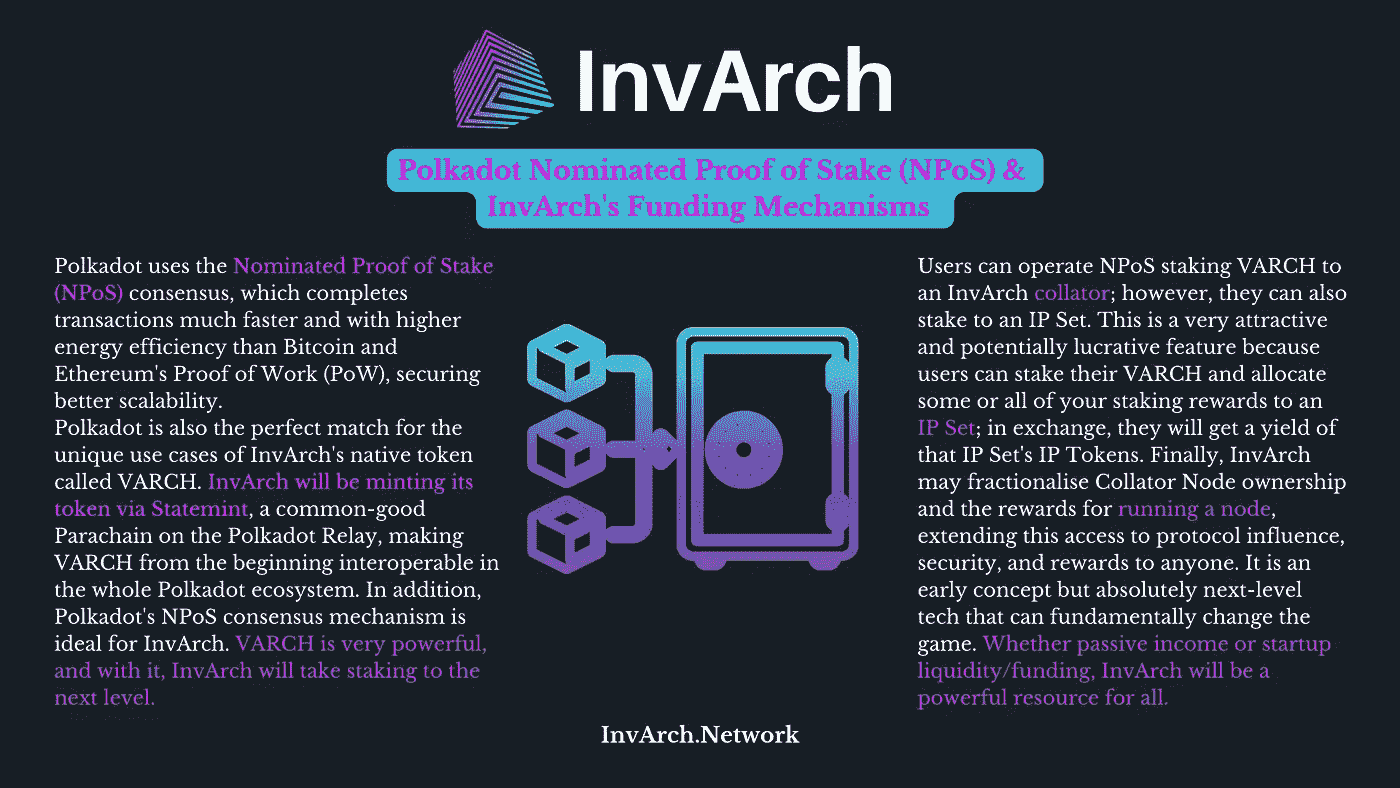 InvArch
Polkadot Nominated Proof of Stake (NPoS) &
InvArch's Funding Mechanisms
Polkadot uses the Nominated Proof of Stake
(NPoS) consensus, which completes
transactions much faster and with higher
energy efficiency than Bitcoin and
Ethereum's Proof of Work (PoW), securing
better scalability.
Polkadot is also the perfect match for the
unique use cases of InvArch's native token
called VARCH. InvArch will be minting its
token via Statemint, a common-good
Parachain on the Polkadot Relay, making
VARCH from the beginning interoperable in
the whole Polkadot ecosystem. In addition,
Polkadot's NPoS consensus mechanism is
ideal for InvArch. VARCH is very powerful,
and with it, InvArch will take staking to the
next level.
Users can operate NPoS staking VARCH to
an InvArch collator; however, they can also
stake to an IP Set. This is a very attractive
and potentially lucrative feature because
users can stake their VARCH and allocate
some or all of your staking rewards to an
IP Set; in exchange, they will get a yield of
that IP Set's IP Tokens. Finally, InvArch
may fractionalise Collator Node ownership
and the rewards for running a node,
extending this access to protocol influence,
security, and rewards to anyone. It is an
early concept but absolutely next-level
tech that can fundamentally change the
game. Whether passive income or startup
liquidity/funding, InvArch will be a
powerful resource for all.
InvArch.Network